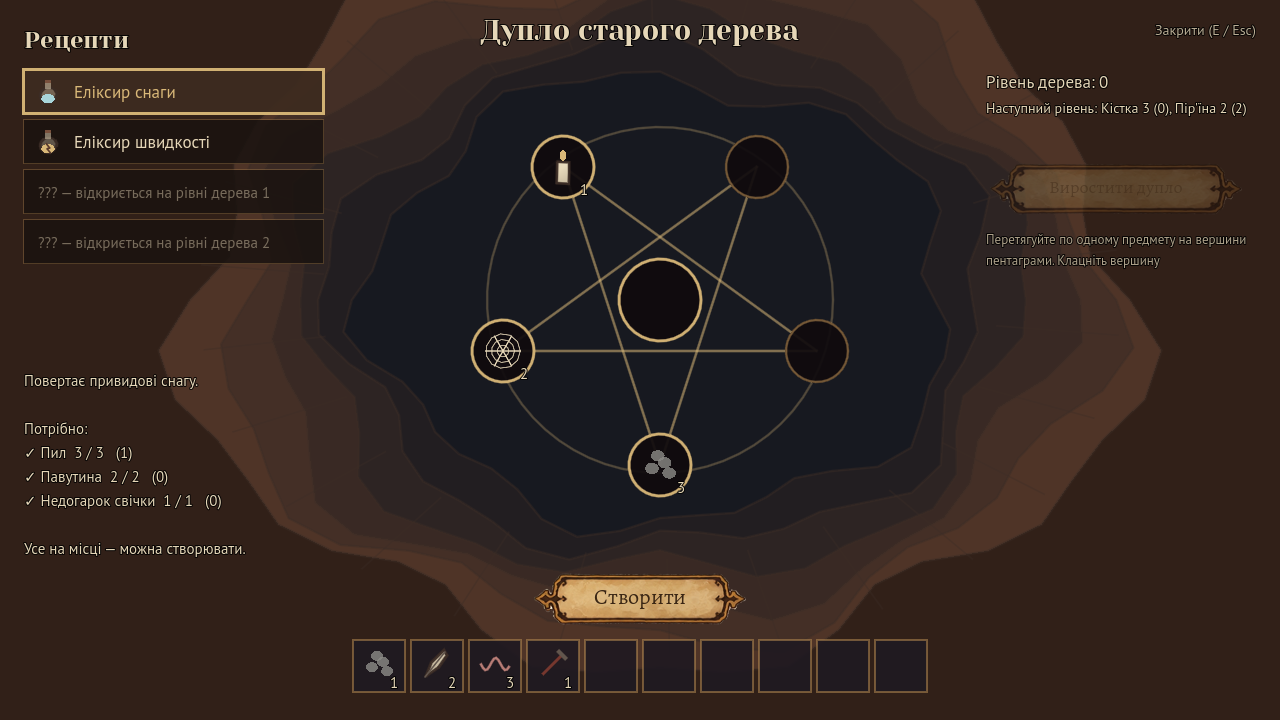 Дупло старого дерева
Закрити (E / Esc)
Рецепти
Еліксир снаги
Еліксир швидкості
??? — відкриється на рівні дерева 1
??? — відкриється на рівні дерева 2
Повертає привидові снагу.
Потрібно:
✓ Пил 3 / 3 (1)
✓ Павутина 2 / 2 (0)
✓ Недогарок свічки 1 / 1 (0)
Усе на місці — можна створювати.
1
2
3
Рівень дерева: 0
Наступний рівень: Кістка 3 (0), Пір'їна 2 (2)
Виростити дупло
Перетягуйте по одному предмету на вершини
пентаграми. Клацніть вершину
Створити
1 2 3 1